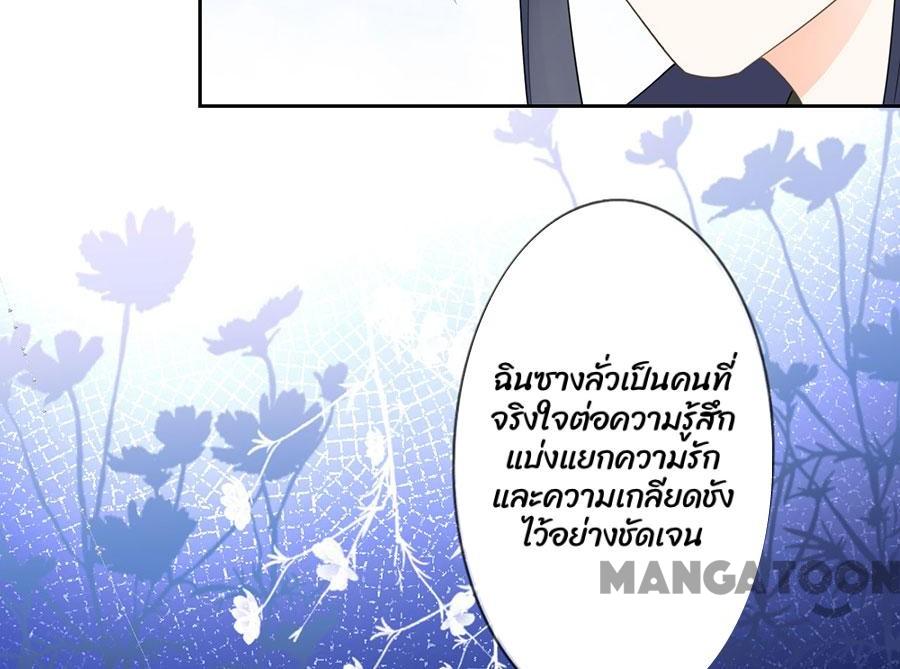 ฉินซางลั่วเป็นคนที่
จริงใจต่อความรู้สึก
แบ่งแยกความรัก
และความเกลียดชัง
ไว้อย่างชัดเจน
MANGATOON